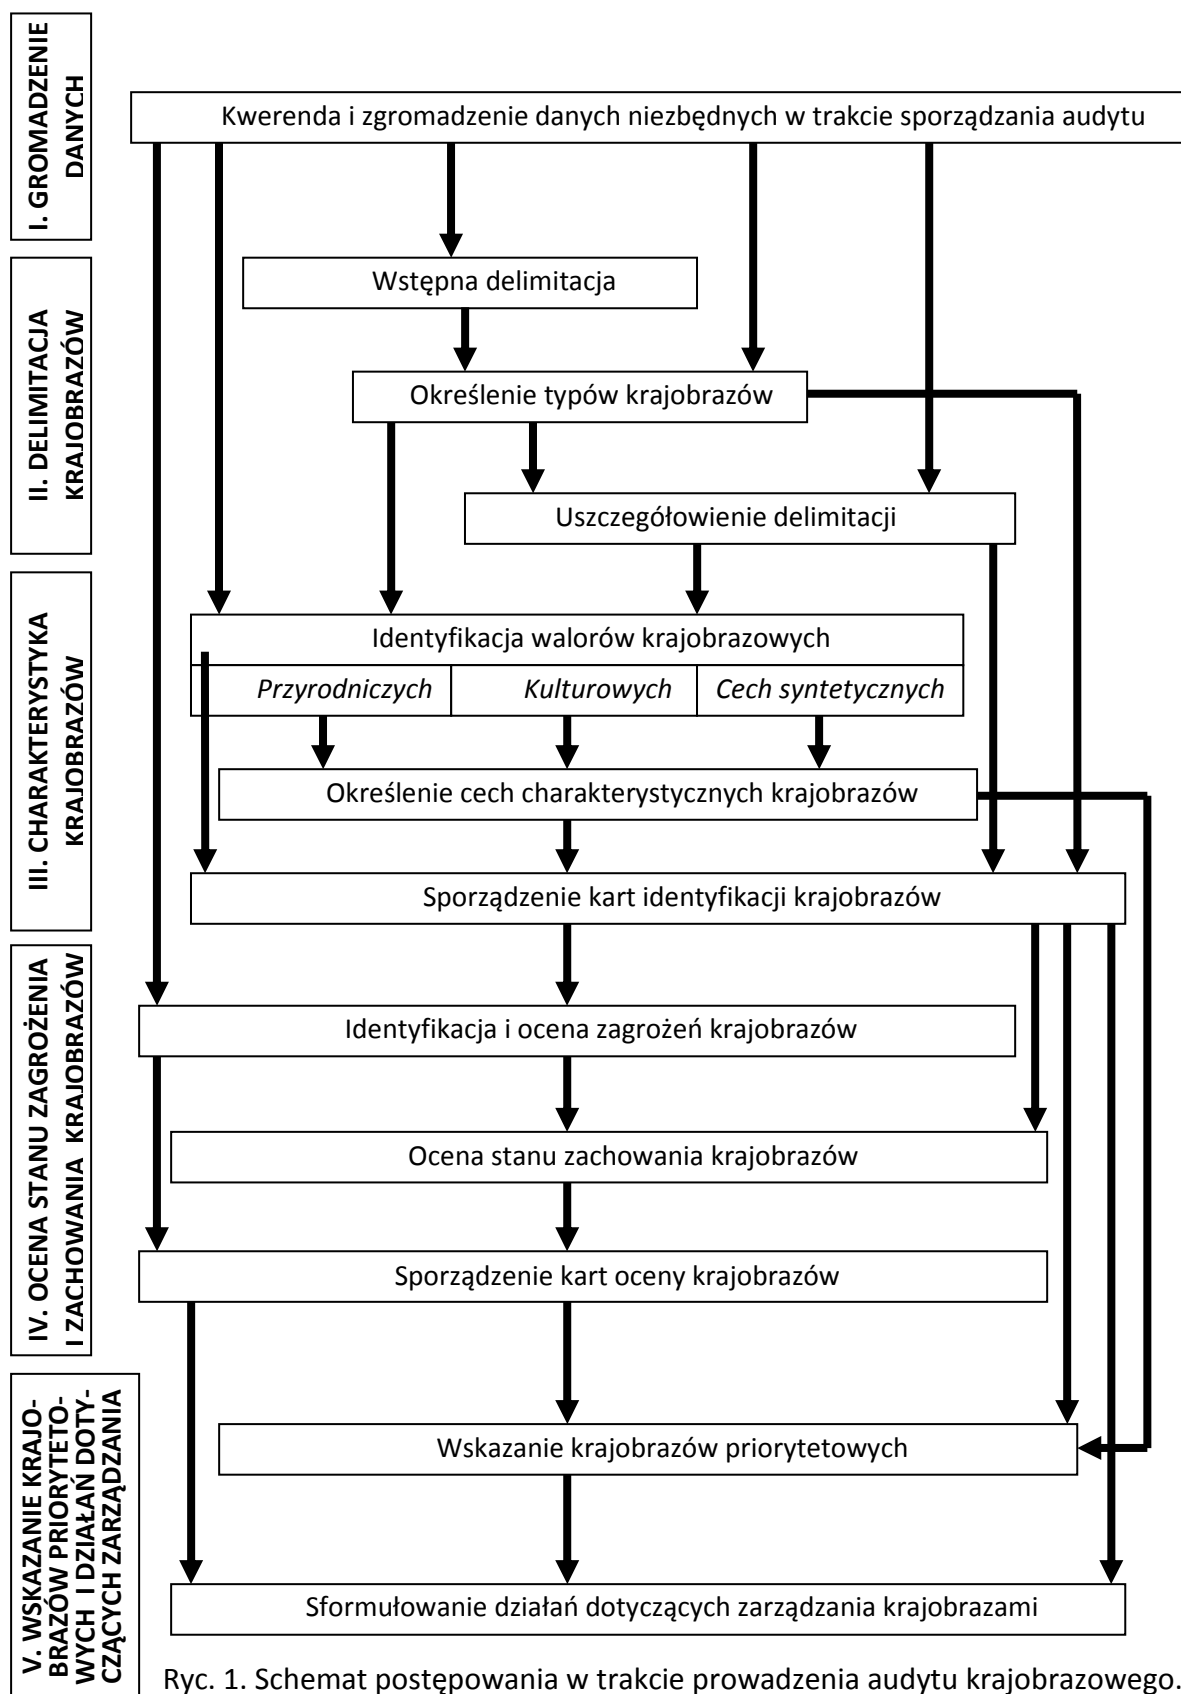 I. GROMADZENIE
DANYCH
Kwerenda i zgromadzenie danych niezbędnych w trakcie sporządzania audytu
II. DELIMITACJA
KRAJOBRAZÓW
Wstępna delimitacja
Określenie typów krajobrazów
Uszczegółowienie delimitacji
III. CHARAKTERYSTYKA
KRAJOBRAZÓW
Identyfikacja walorów krajobrazowych
Przyrodniczych
Kulturowych
Cech syntetycznych
Określenie cech charakterystycznych krajobrazów
Sporządzenie kart identyfikacji krajobrazów
IV. OCENA STANU ZAGROŻENIA
I ZACHOWANIA KRAJOBRAZÓW
Identyfikacja i ocena zagrożeń krajobrazów
Ocena stanu zachowania krajobrazów
Sporządzenie kart oceny krajobrazów
V. WSKAZANIE KRAJO-
BRAZÓW PRIORYTETO-
WYCH I DZIAŁAŃ DOTY-
CZĄCYCH ZARZĄDZANIA
Wskazanie krajobrazów priorytetowych
Sformułowanie działań dotyczących zarządzania krajobrazami
Ryc. 1. Schemat postępowania w trakcie prowadzenia audytu krajobrazowego.